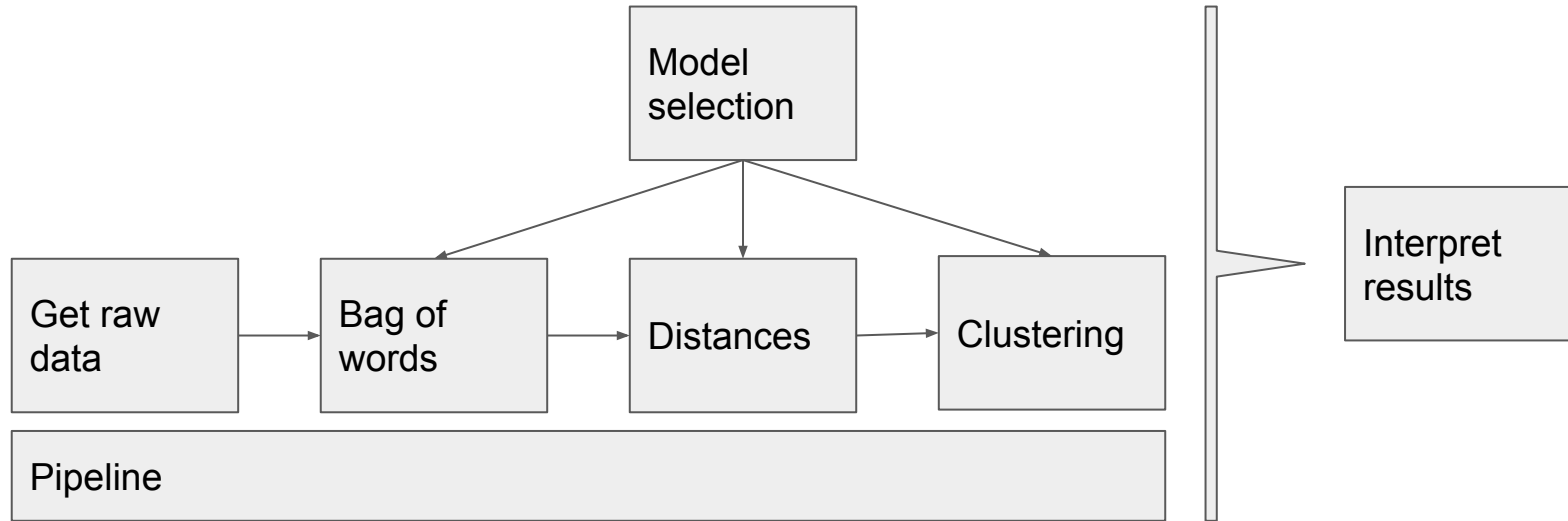 Model
selection
Get raw
data
Bag of
words
Distances
Clustering
Pipeline
Interpret
results